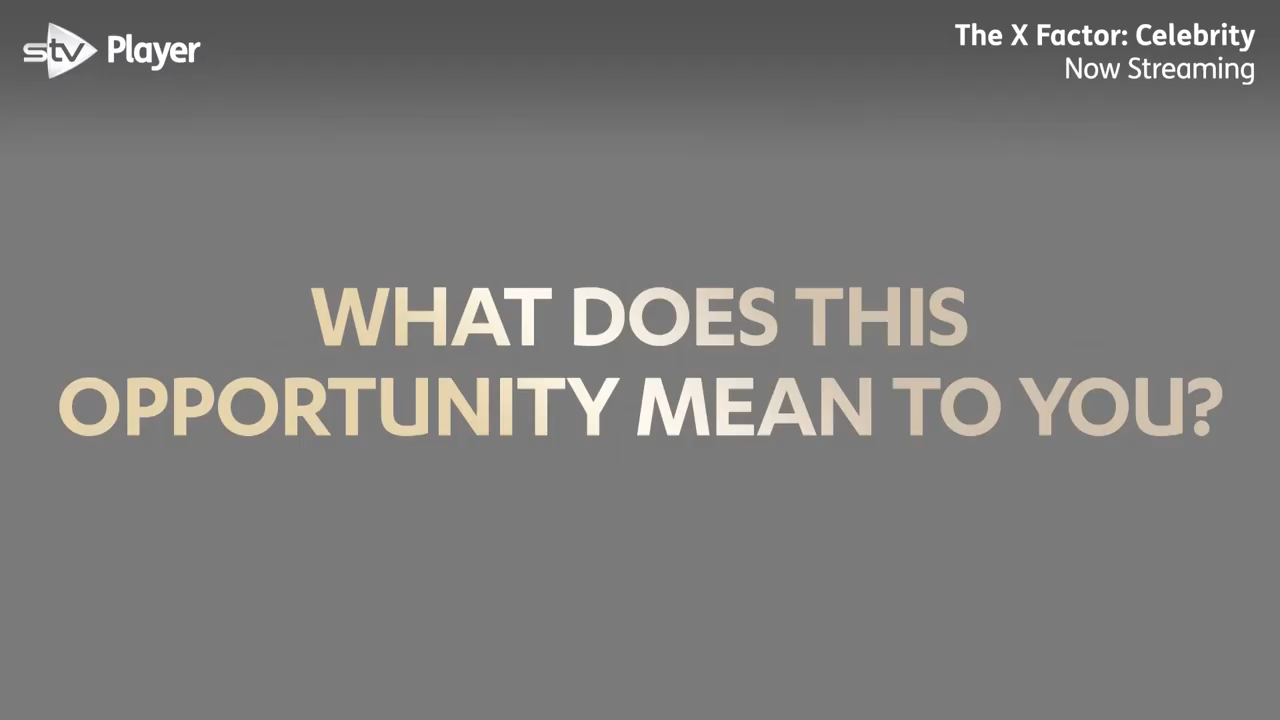 stv Player
The X Factor: Celebrity
Now Streaming
WHAT DOES THIS
OPPORTUNITY MEAN TO YOU?